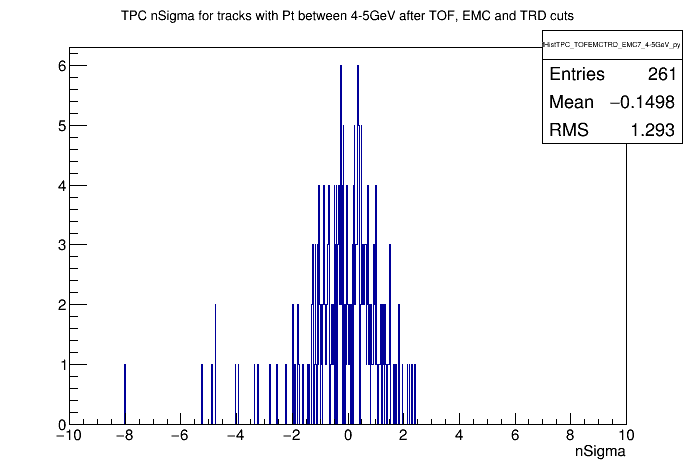 TPC nSigma for tracks with Pt between 4-5GeV after TOF, EMC and TRD cuts
HistTPC_TOFEMCTRD_EMC7_4-5GeV_py
Entries 261
Mean −0.1498
RMS 1.293
6
5
4
3
2
1
0
−10 −8 −6 −4 −2 0 2 4 6 8 10
nSigma